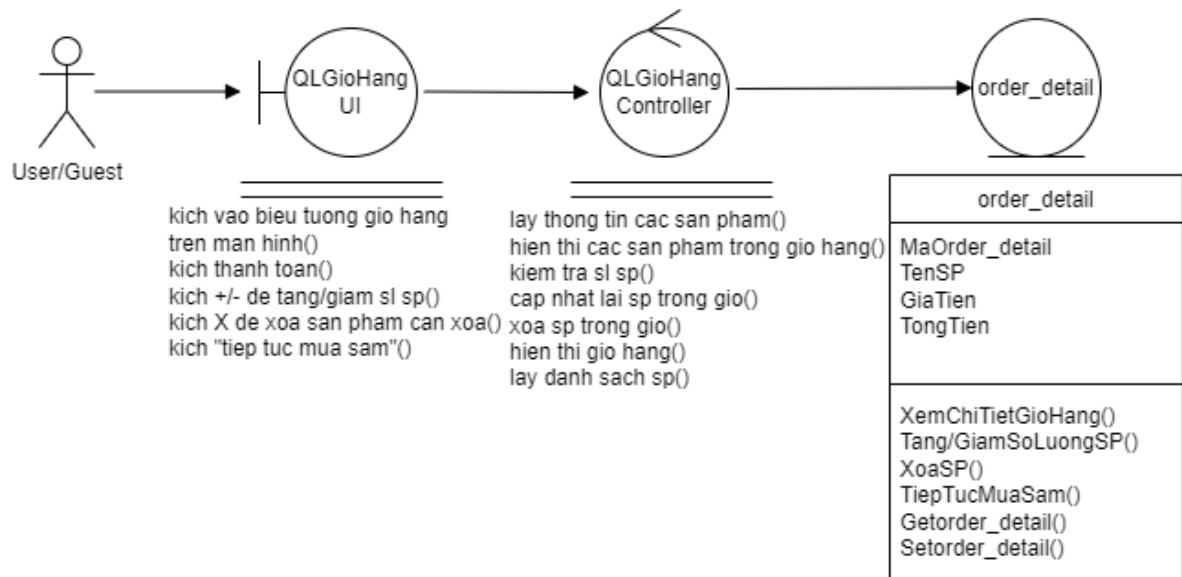 QLGioHang
UI
QLGioHang
Controller
order_detail
User/Guest
kich vao bieu tuong gio hang
tren man hinh()
kich thanh toan()
kich +/- de tang/giam sl sp()
kich X de xoa san pham can xoa()
kich "tiep tuc mua sam"()
lay thong tin cac san pham()
hien thi cac san pham trong gio hang()
kiem tra sl sp()
cap nhat lai sp trong gio()
xoa sp trong gio()
hien thi gio hang()
lay danh sach sp()
order_detail
MaOrder_detail
TenSP
GiaTien
TongTien
XemChiTietGioHang()
Tang/GiamSoLuongSP()
XoaSP()
TiepTucMuaSam()
Getorder_detail()
Setorder_detail()